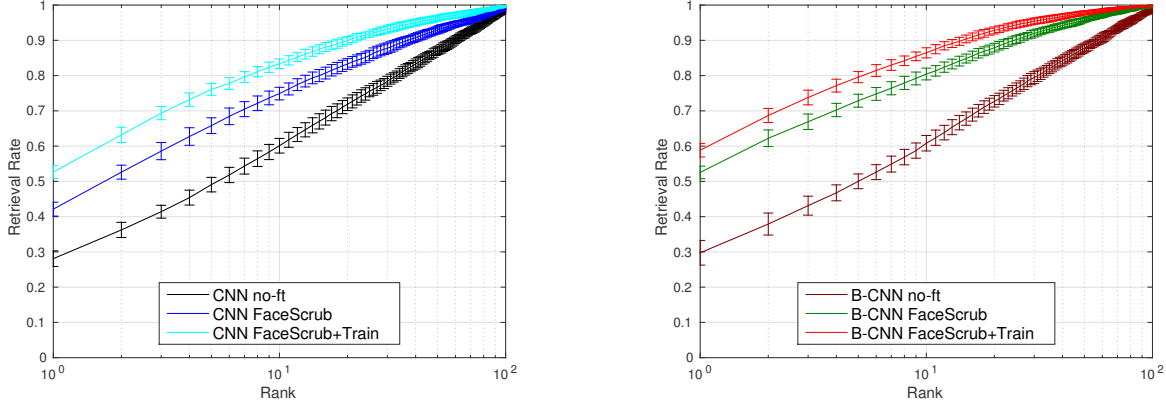 1
0.9
0.8
0.7
0.6
0.5
0.4
0.3
0.2
0.1
0
Retrieval Rate
CNN no-ft
CNN FaceScrub
CNN FaceScrub+Train
10^0
10^1
10^2
Rank
1
0.9
0.8
0.7
0.6
0.5
0.4
0.3
0.2
0.1
0
Retrieval Rate
B-CNN no-ft
B-CNN FaceScrub
B-CNN FaceScrub+Train
10^0
10^1
10^2
Rank